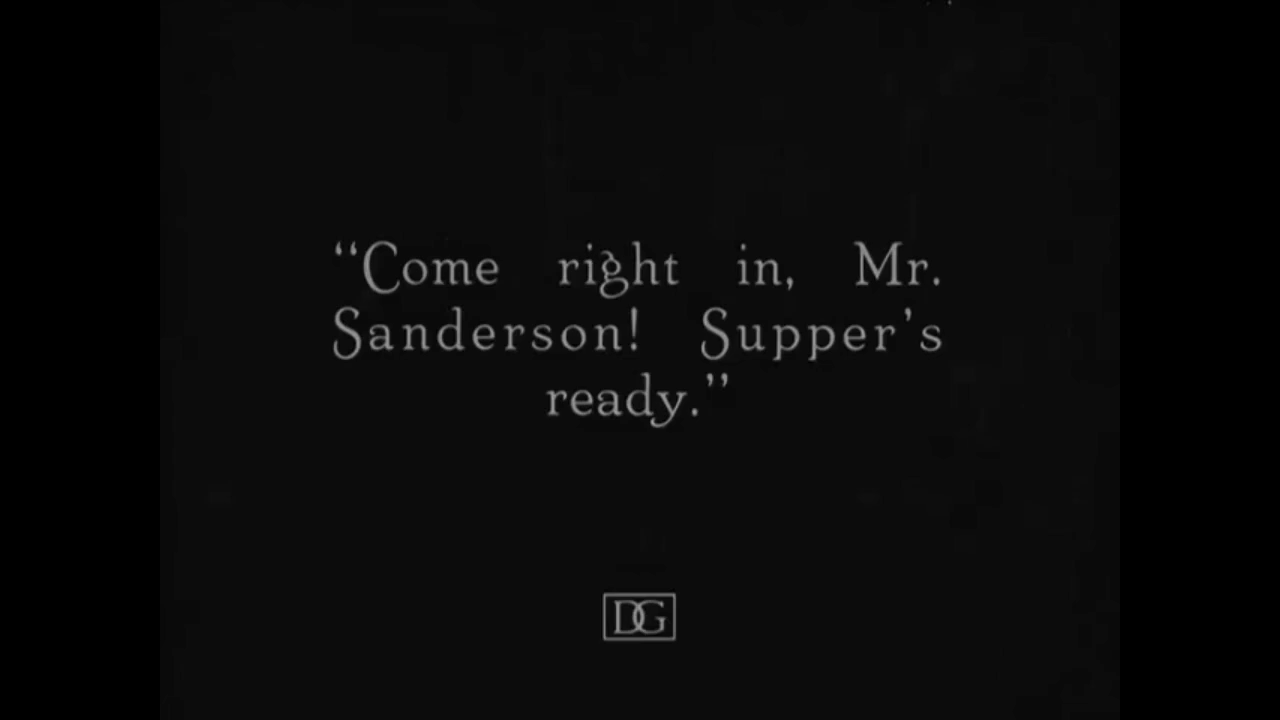 “Come right in, Mr.
Sanderson! Supper’s
ready.”
DG